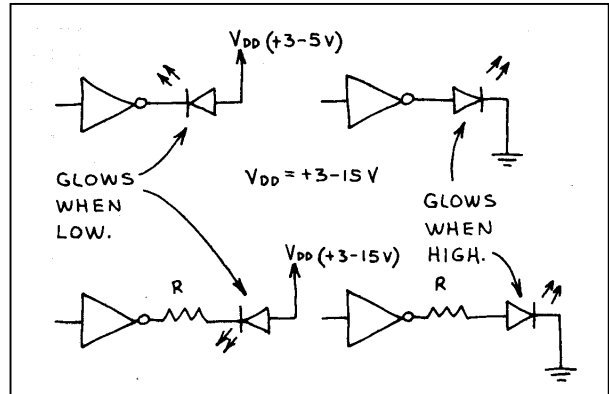 VDD (+3-5V)
GLOWS
WHEN
LOW.
VDD = +3-15 V
GLOWS
WHEN
HIGH.
VDD (+3-15V)
R
R